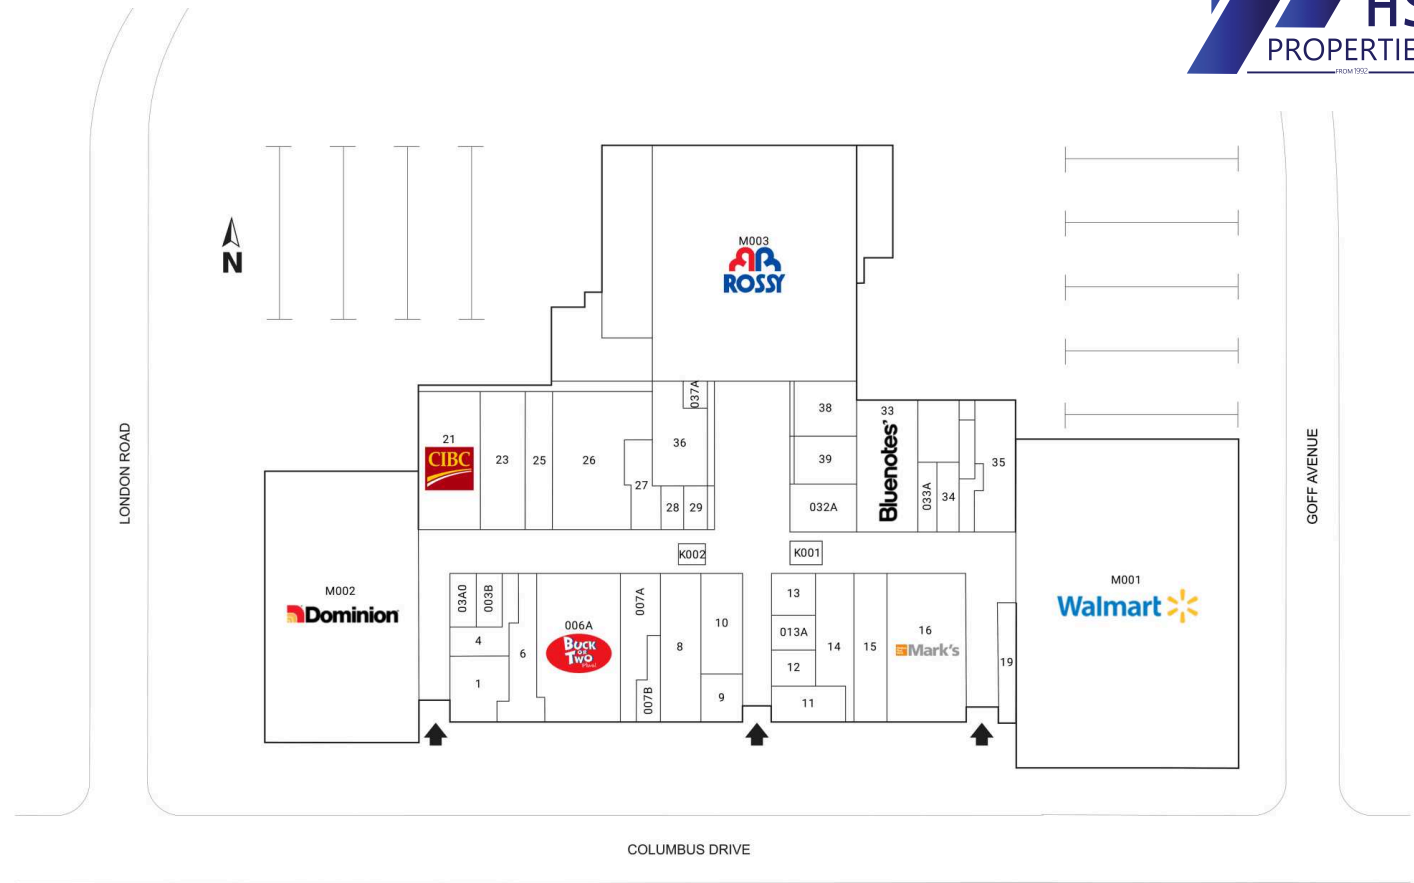 HS
PROPERTIE
FROM 1992
N
M003
ROSSY
037A
38
33
Bluenotes'
21
CIBC
23
25
26
27
36
28
29
39
032A
033A
34
35
K002
K001
LONDON ROAD
GOFF AVENUE
M002
Dominion
M001
Walmart
03A0
003B
4
1
6
006A
BUCK
OR
TWO
Plus!
007A
007B
8
10
9
13
013A
12
11
14
15
16
Mark's
19
COLUMBUS DRIVE